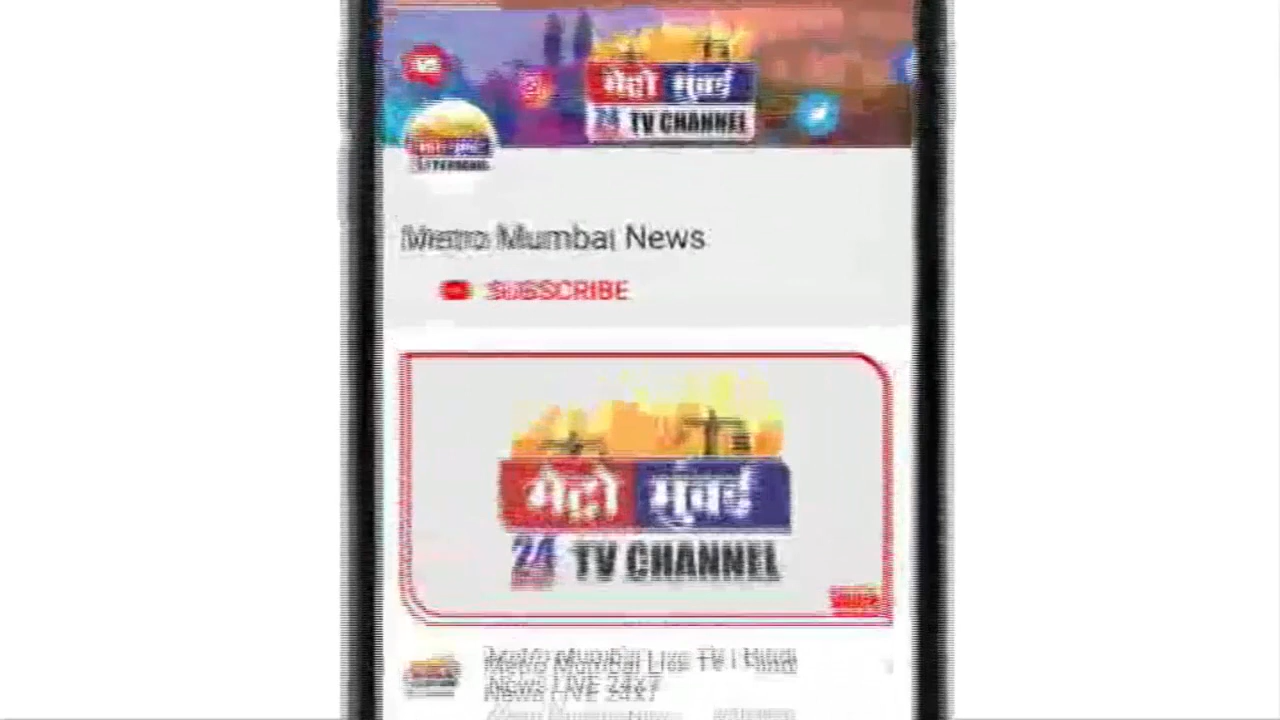 मेट्रो मुंबई
24 TV CHANNEL
Metro Mumbai News
SUBSCRIBE
मेट्रो मुंबई
24 TV CHANNEL
Metro Mumbai Live TV |
NEWS LIVE 24x7